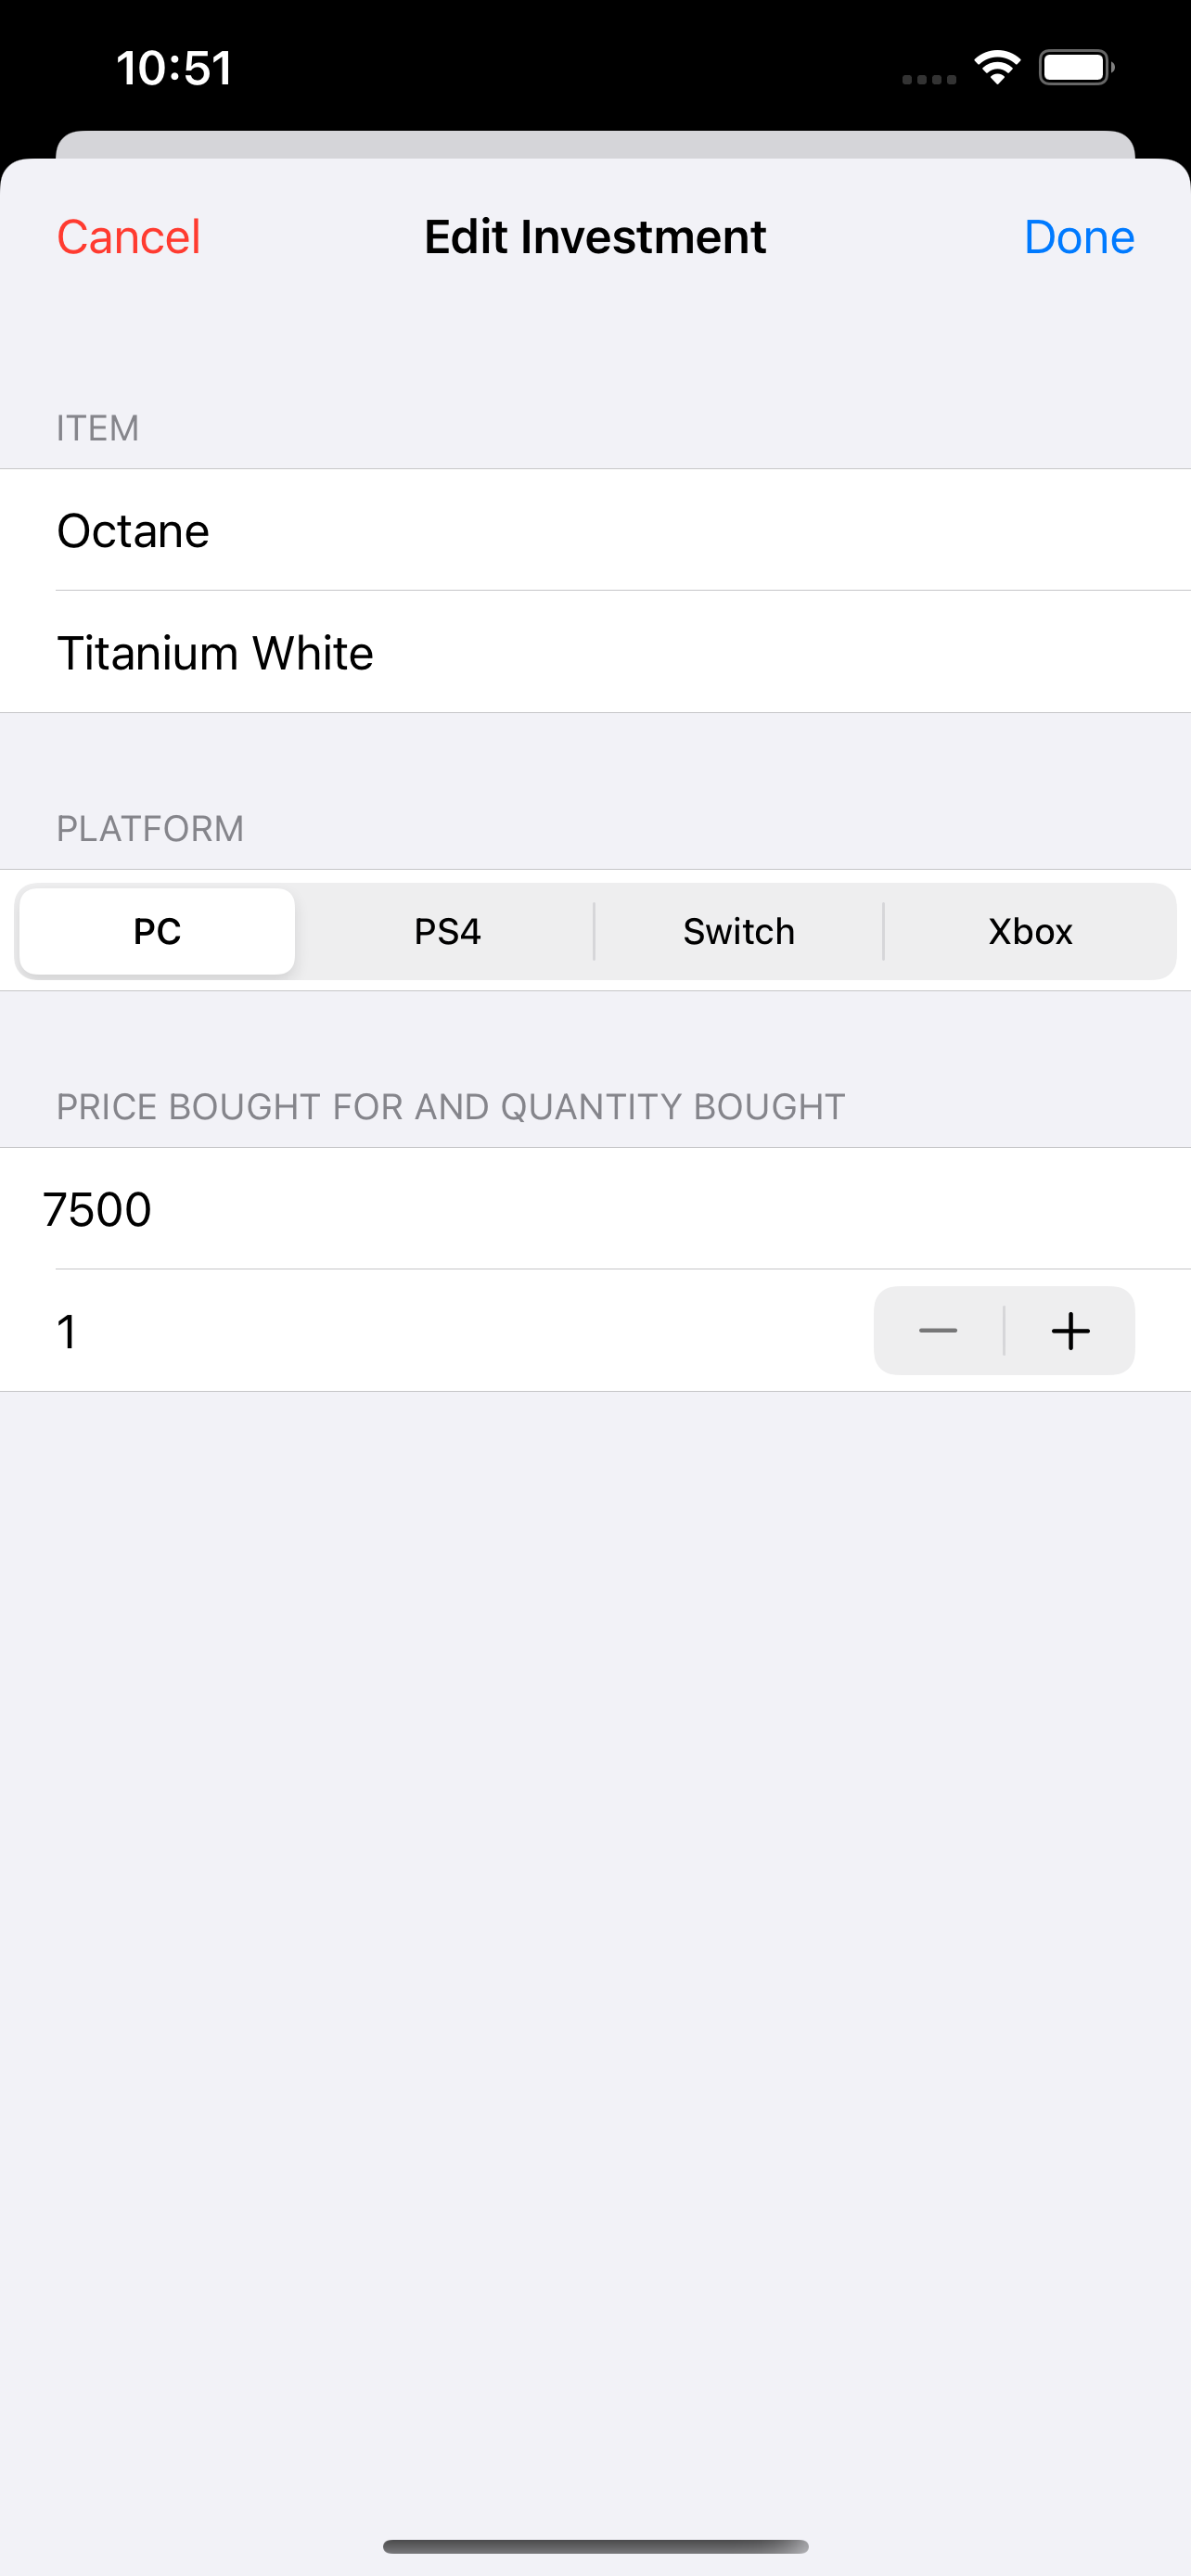 10:51
Cancel Edit Investment Done
ITEM
Octane
Titanium White
PLATFORM
PC PS4 Switch Xbox
PRICE BOUGHT FOR AND QUANTITY BOUGHT
7500
1